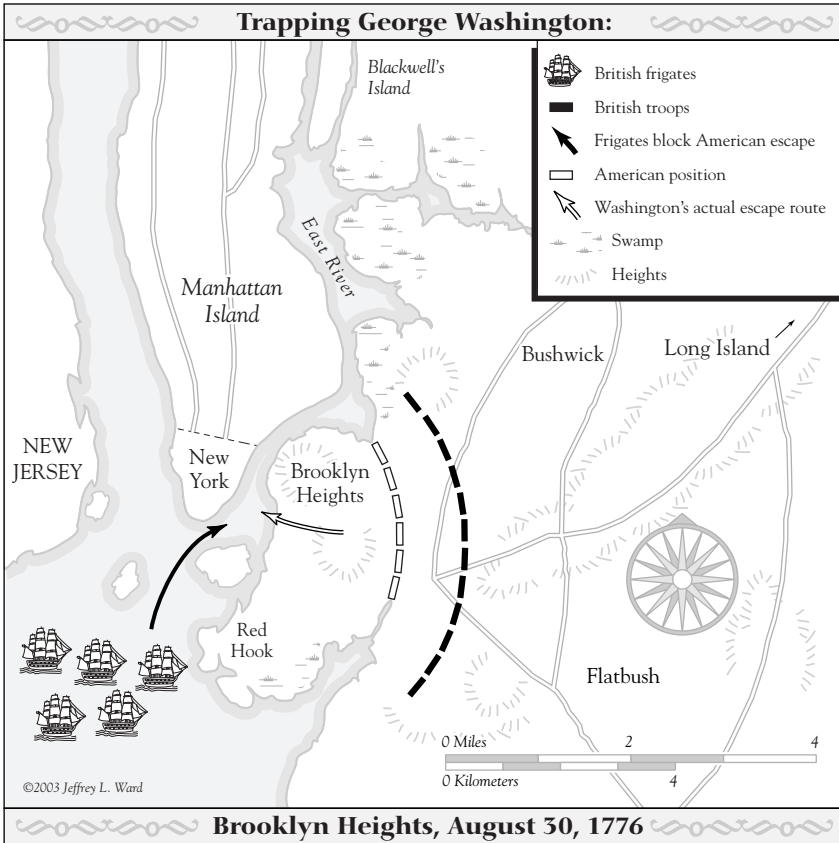 Trapping George Washington:
Blackwell's
Island
British frigates
British troops
Frigates block American escape
American position
Washington's actual escape route
Swamp
Heights
East River
Manhattan
Island
Bushwick
Long Island
NEW
JERSEY
New
York
Brooklyn
Heights
Red
Hook
Flatbush
0 Miles 2 4
0 Kilometers 4
©2003 Jeffrey L. Ward
Brooklyn Heights, August 30, 1776